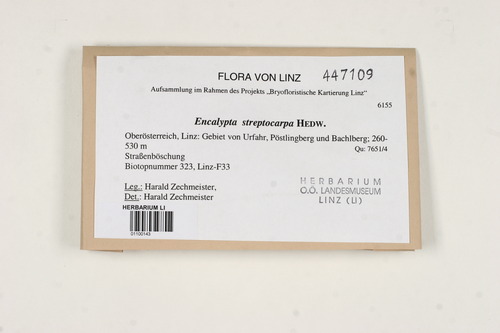 FLORA VON LINZ 447109
Aufsammlung im Rahmen des Projekts „Bryofloristische Kartierung Linz“
6155
Encalypta streptocarpa HEDW.
Oberösterreich, Linz: Gebiet von Urfahr, Pöstlingberg und Bachlberg; 260-
530 m Qu: 7651/4
Straßenböschung
Biotopnummer 323, Linz-F33
Leg.: Harald Zechmeister,
Det.: Harald Zechmeister
HERBARIUM
O.Ö. LANDESMUSEUM
LINZ (LI)
HERBARIUM LI
01100143